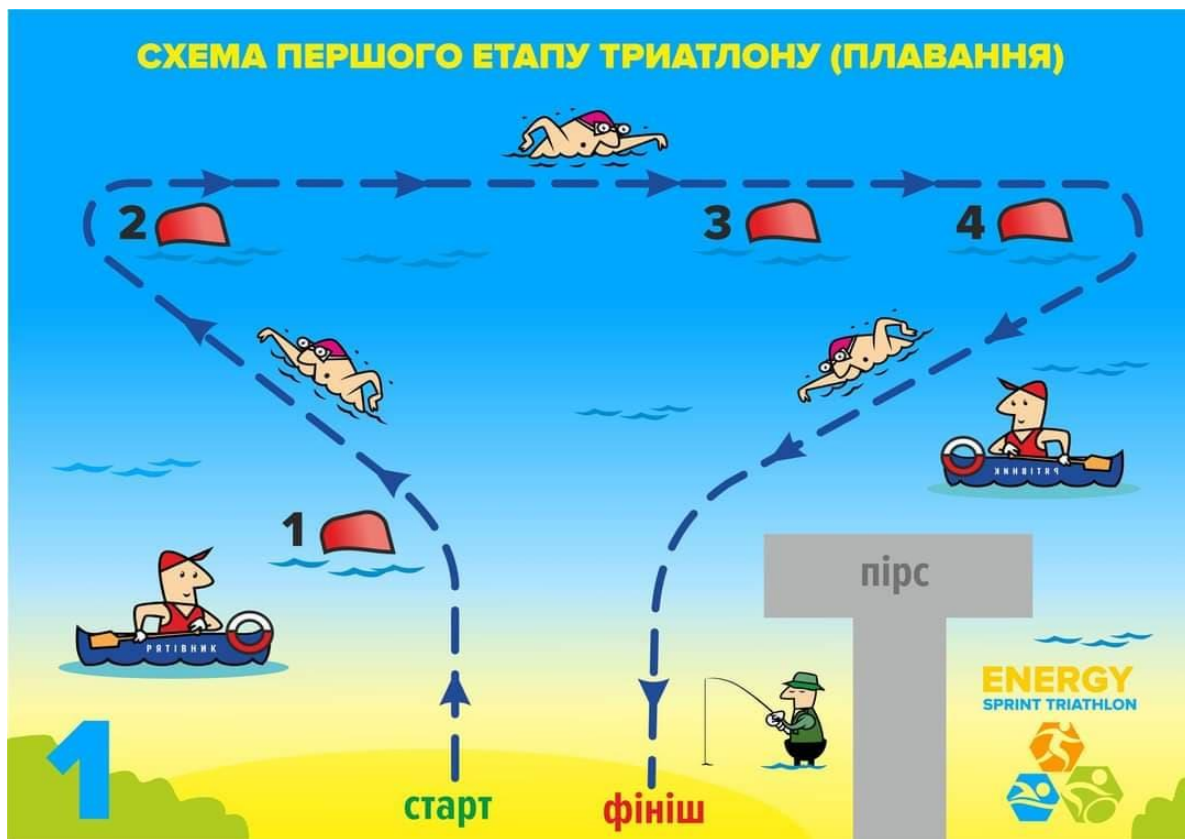 СХЕМА ПЕРШОГО ЕТАПУ ТРИАТЛОНУ (ПЛАВАННЯ)
2
3
4
1
РЯТІВНИК
РЯТІВНИК
пірс
ENERGY
SPRINT TRIATHLON
1
старт
фініш